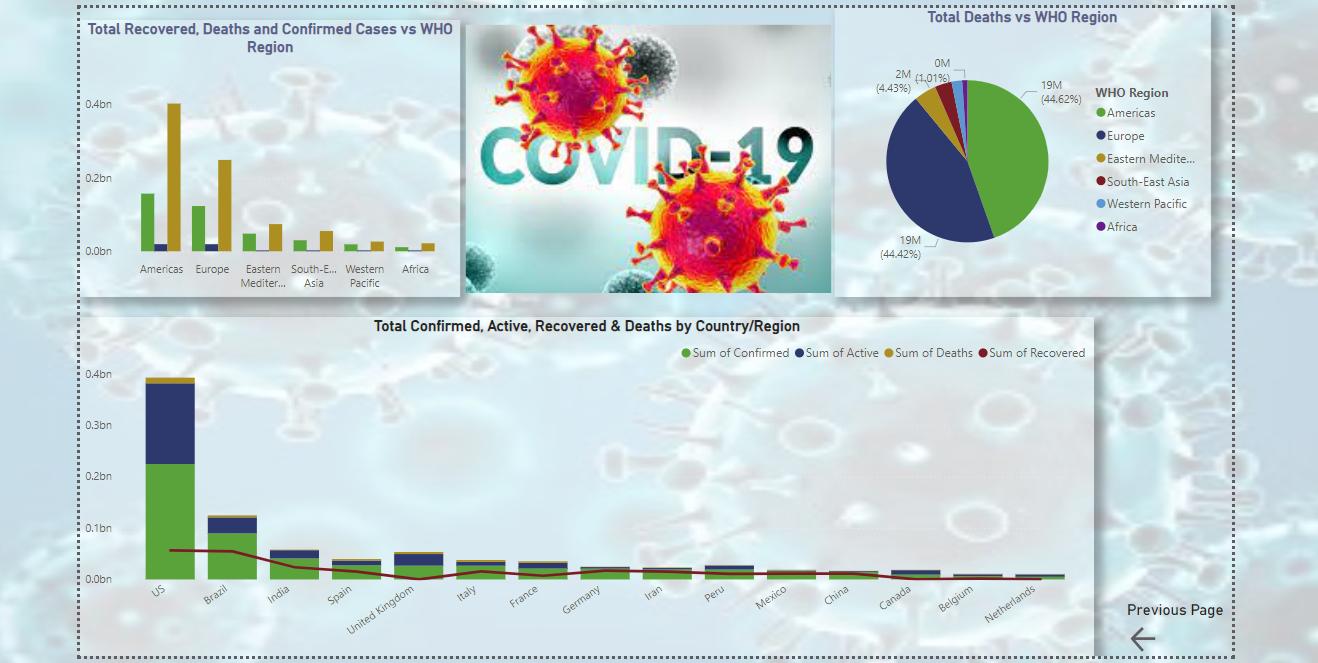 Total Recovered, Deaths and Confirmed Cases vs WHO
Region
0.4bn
0.2bn
0.0bn
Americas
Europe
Eastern
Mediter...
South-E...
Asia
Western
Pacific
Africa
COVID-19
Total Deaths vs WHO Region
0M
(1.01%)
2M
(4.43%)
19M
(44.62%)
19M
(44.42%)
WHO Region
Americas
Europe
Eastern Medite...
South-East Asia
Western Pacific
Africa
Total Confirmed, Active, Recovered & Deaths by Country/Region
Sum of Confirmed Sum of Active Sum of Deaths Sum of Recovered
0.4bn
0.3bn
0.2bn
0.1bn
0.0bn
US
Brazil
India
Spain
United Kingdom
Italy
France
Germany
Iran
Peru
Mexico
China
Canada
Belgium
Netherlands
Previous Page